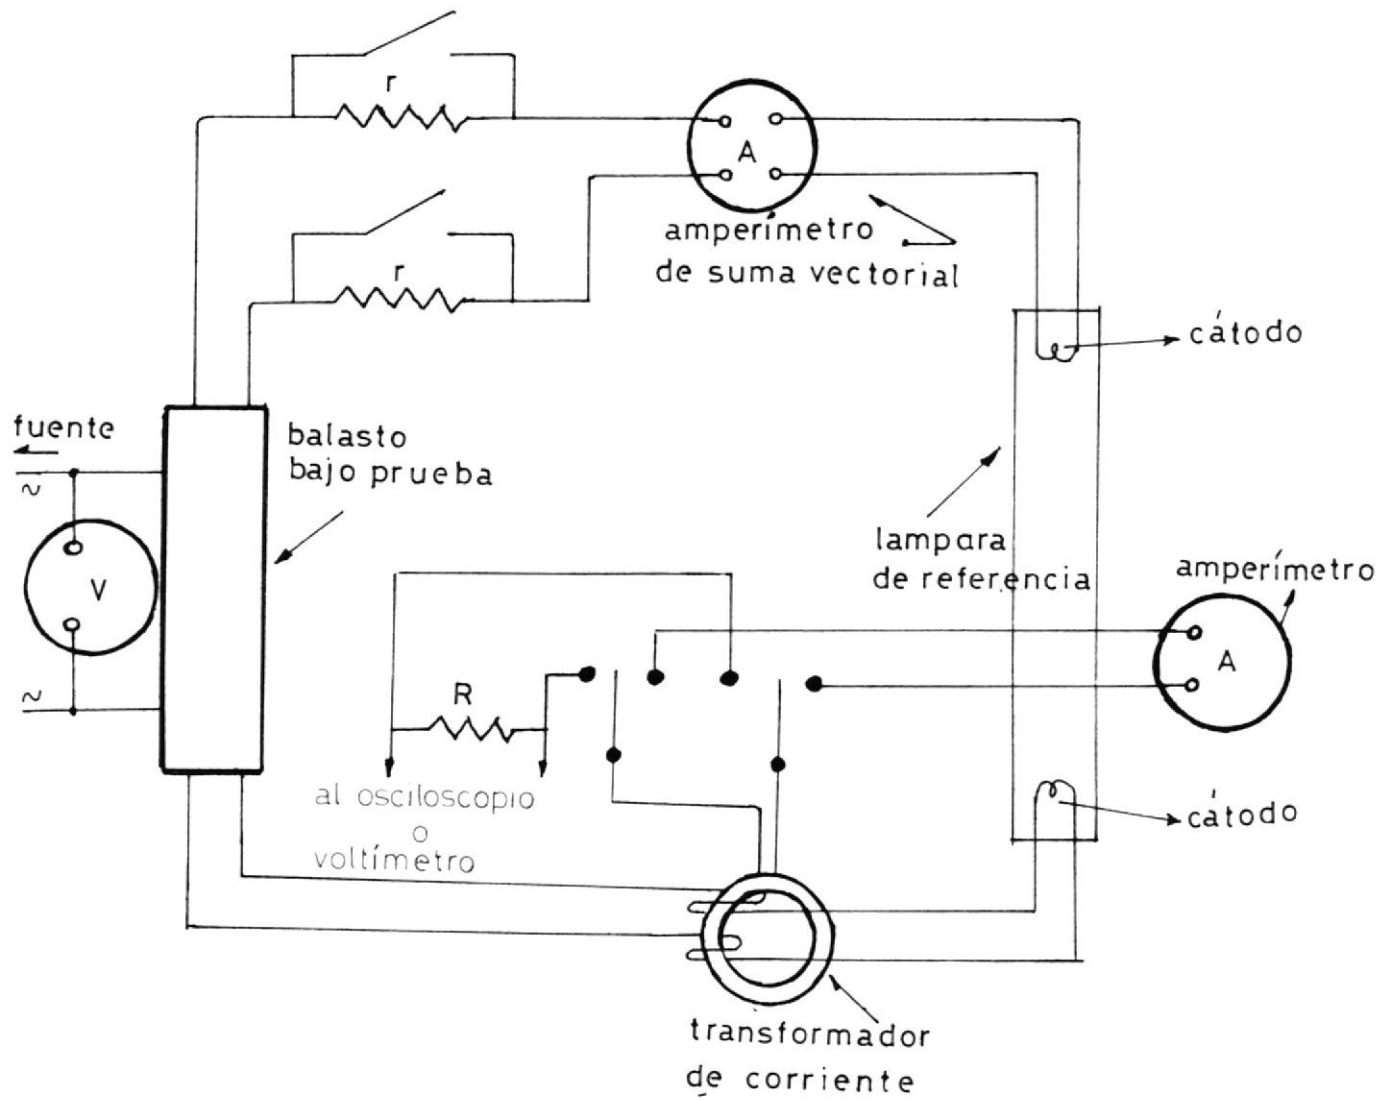 r
A
amperímetro
de suma vectorial
r
cátodo
fuente
~
balasto
bajo prueba
V
~
lampara
de referencia
amperímetro
A
R
al osciloscopio
o
voltímetro
cátodo
transformador
de corriente